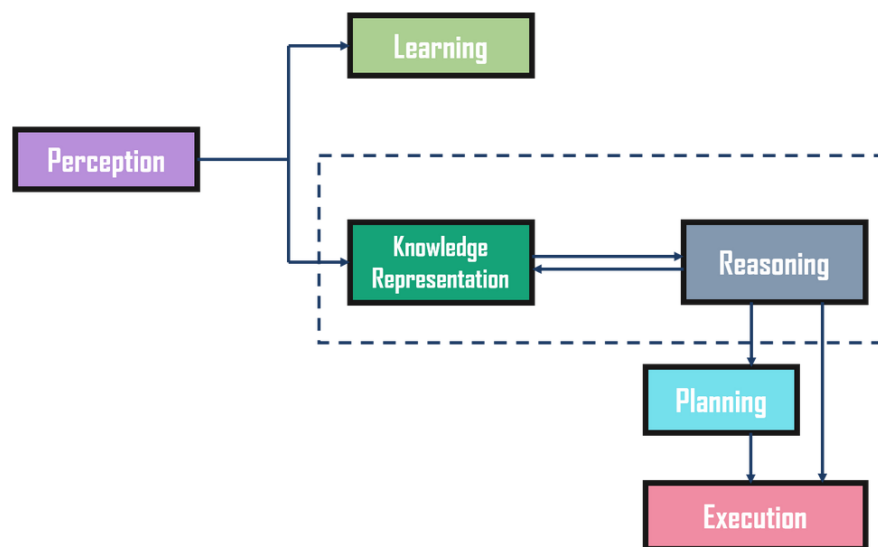 Learning
Perception
Knowledge
Representation
Reasoning
Planning
Execution